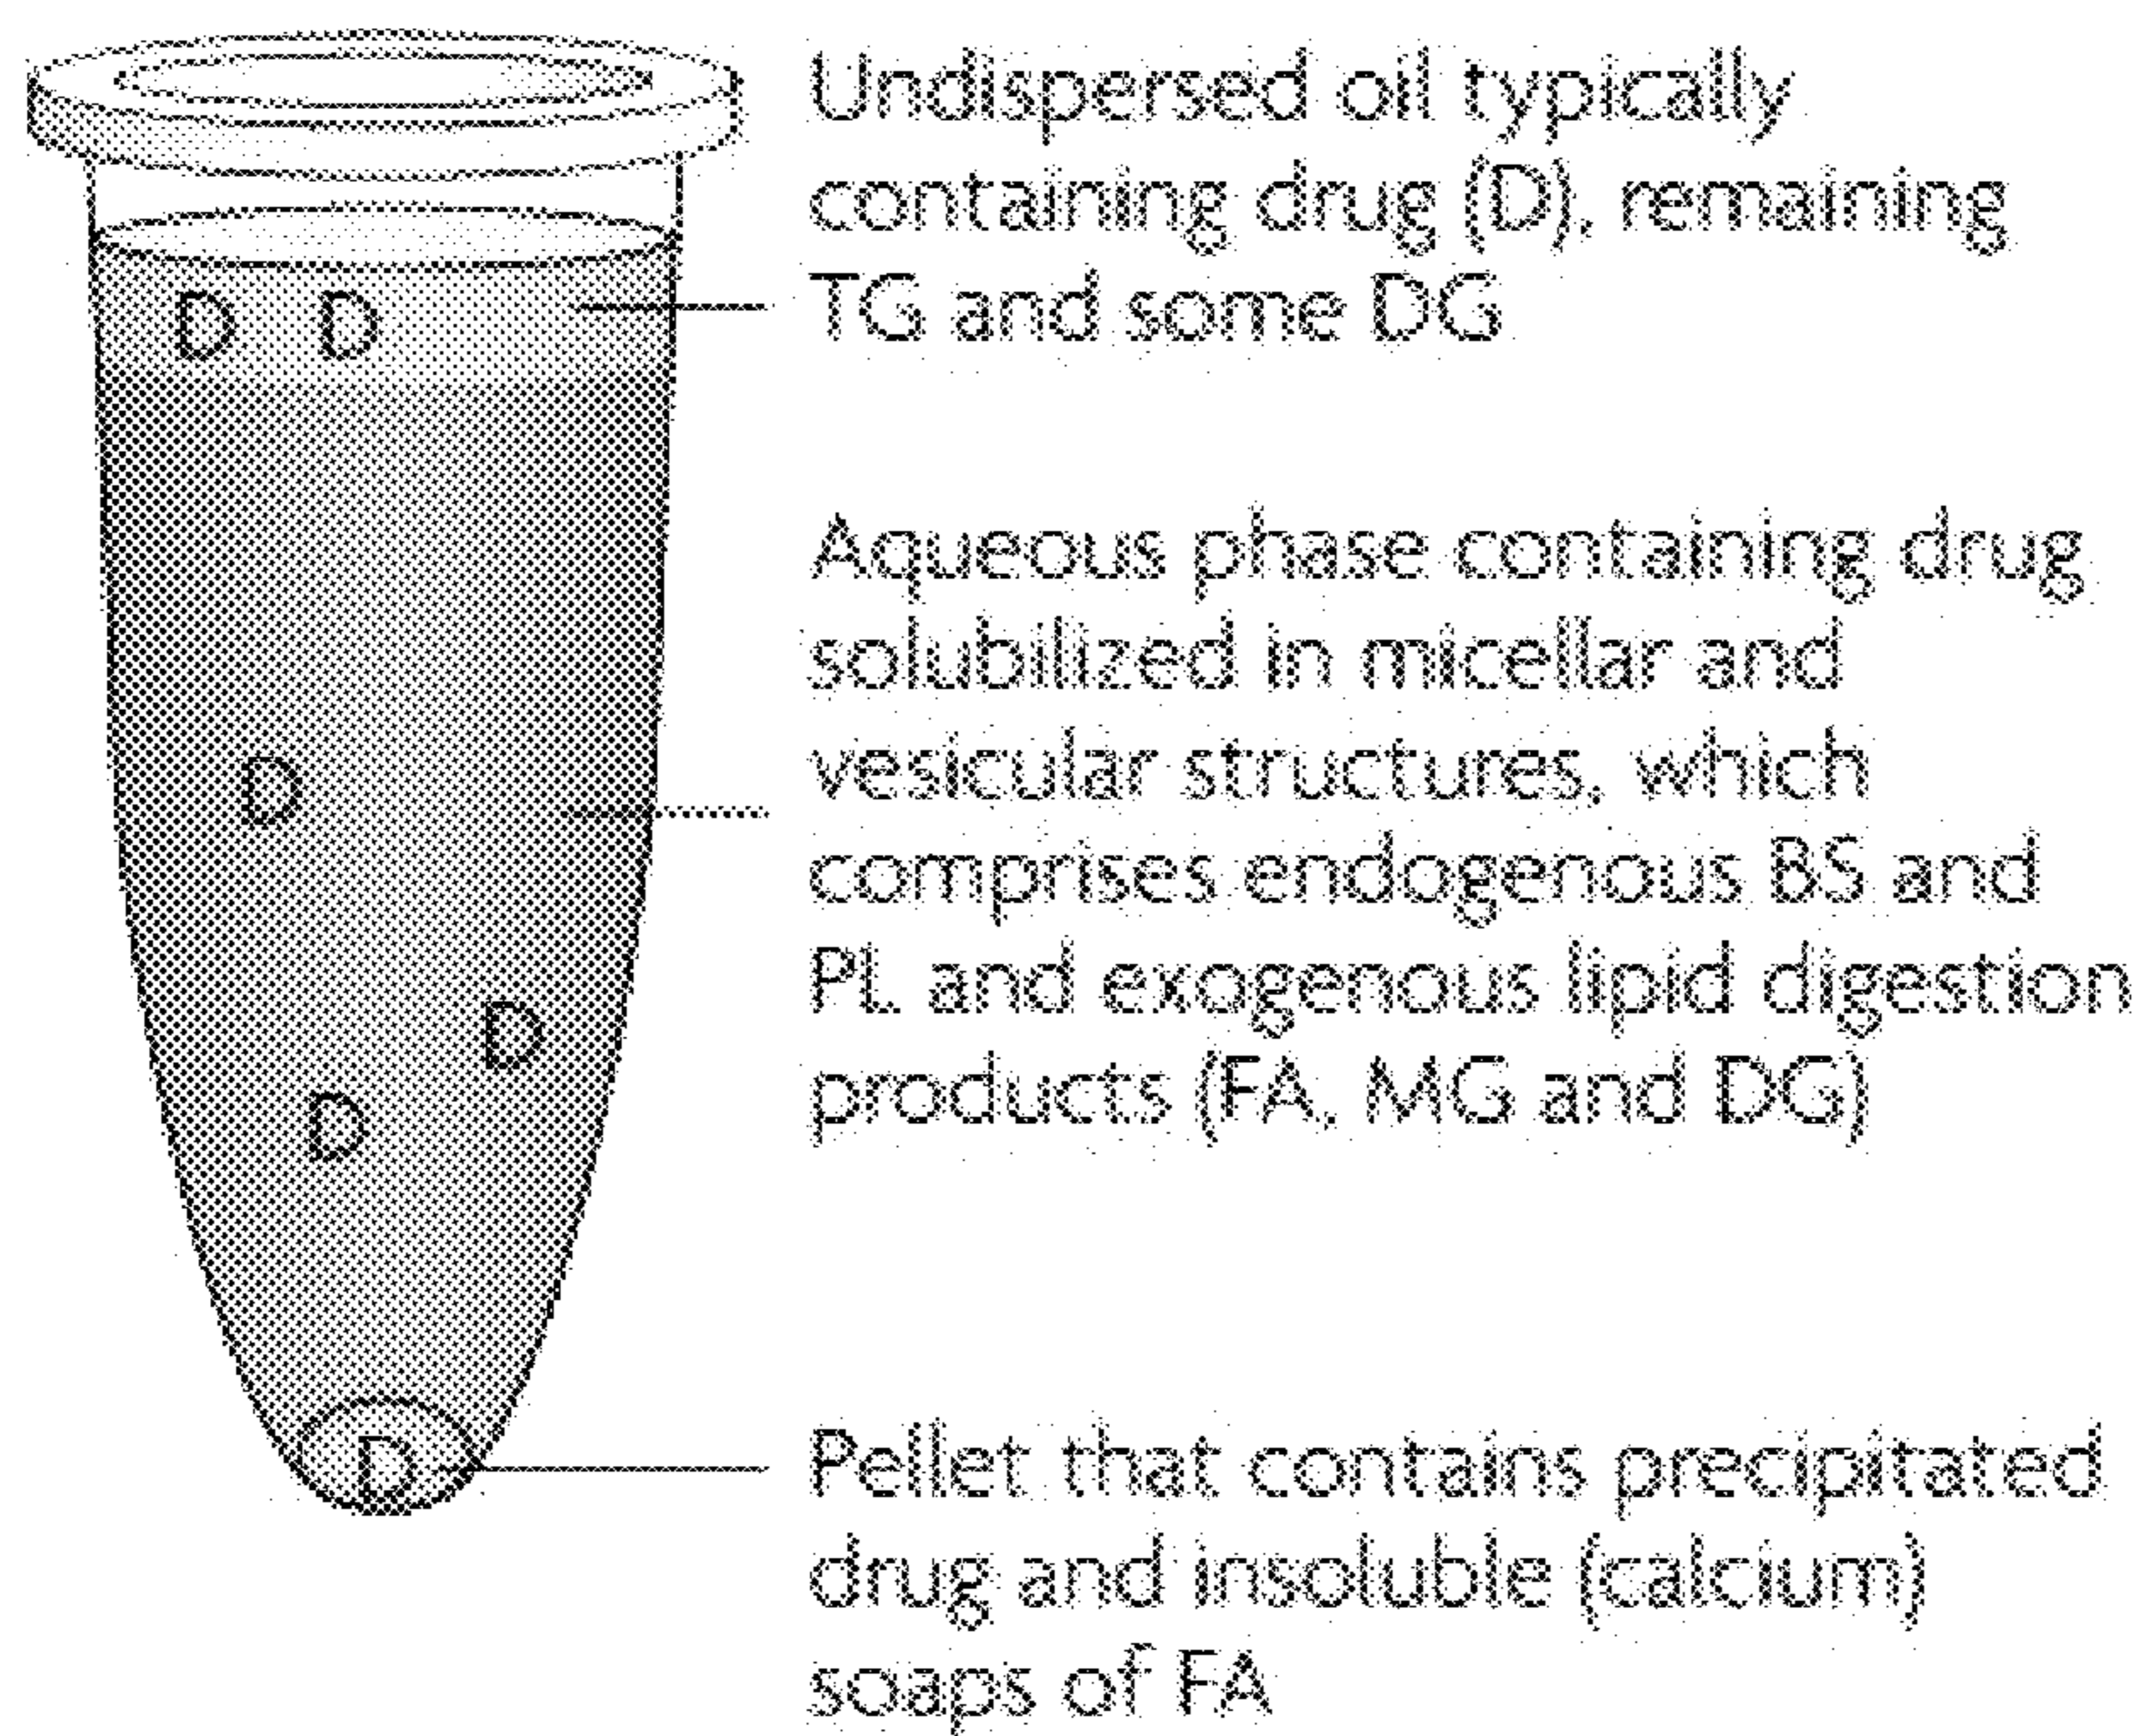 Undispersed oil typically
containing drug (D), remaining
TG and some DG
D D
Aqueous phase containing drug
solubilized in micellar and
vesicular structures, which
comprises endogenous BS and
PL and exogenous lipid digestion
products (FA, MG and DG)
D
D
D
Pellet that contains precipitated
drug and insoluble (calcium)
soaps of FA
D